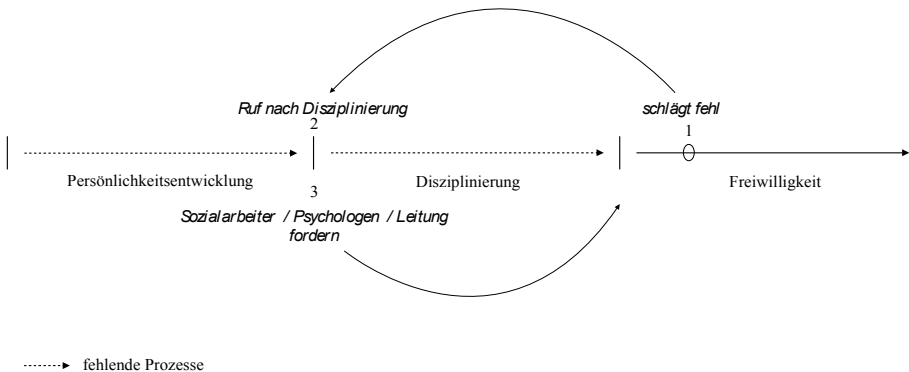 Ruf nach Disziplinierung
schlägt fehl
2
1
Persönlichkeitsentwicklung
Disziplinierung
Freiwilligkeit
3
Sozialarbeiter / Psychologen / Leitung
fordern
fehlende Prozesse